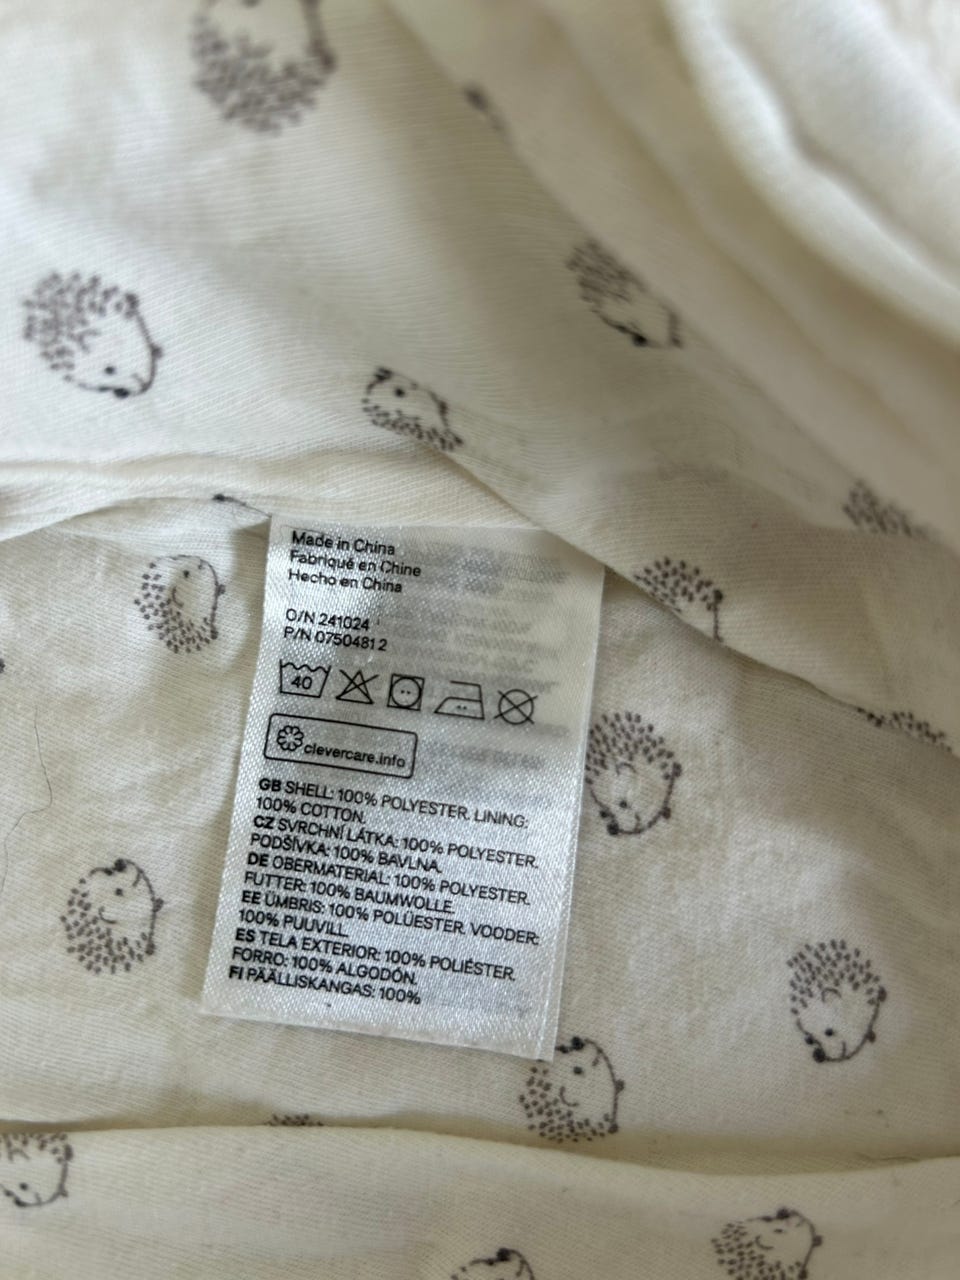 Made in China
Fabriqué en Chine
Hecho en China
O/N 241024
P/N 0750481 2
40
clevercare.info
GB SHELL: 100% POLYESTER. LINING:
100% COTTON.
CZ SVRCHNÍ LÁTKA: 100% POLYESTER.
PODŠÍVKA: 100% BAVLNA.
DE OBERMATERIAL: 100% POLYESTER.
FUTTER: 100% BAUMWOLLE.
EE ÜMBRIS: 100% POLÜESTER. VOODER:
100% PUUVILL.
ES TELA EXTERIOR: 100% POLIÉSTER.
FORRO: 100% ALGODÓN.
FI PÄÄLLISKANGAS: 100%